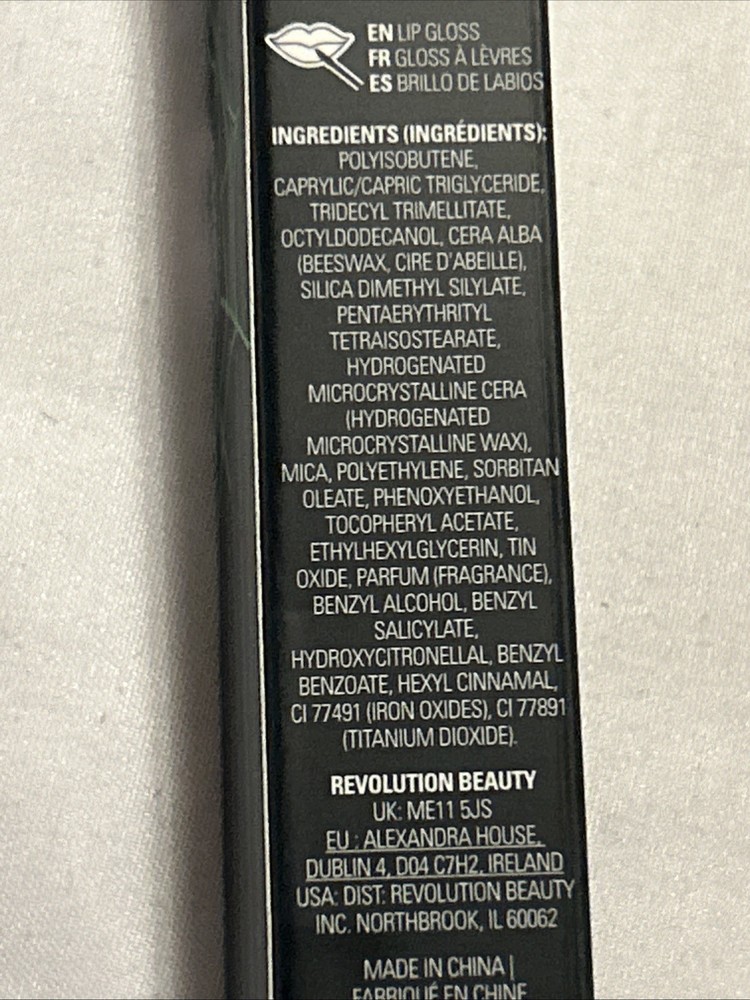 EN LIP GLOSS
FR GLOSS À LÈVRES
ES BRILLO DE LABIOS
INGREDIENTS (INGRÉDIENTS):
POLYISOBUTENE,
CAPRYLIC/CAPRIC TRIGLYCERIDE,
TRIDECYL TRIMELLITATE,
OCTYLDODECANOL, CERA ALBA
(BEESWAX, CIRE D'ABEILLE),
SILICA DIMETHYL SILYLATE,
PENTAERYTHRITYL
TETRAISOSTEARATE,
HYDROGENATED
MICROCRYSTALLINE CERA
(HYDROGENATED
MICROCRYSTALLINE WAX),
MICA, POLYETHYLENE, SORBITAN
OLEATE, PHENOXYETHANOL,
TOCOPHERYL ACETATE,
ETHYLHEXYLGLYCERIN, TIN
OXIDE, PARFUM (FRAGRANCE),
BENZYL ALCOHOL, BENZYL
SALICYLATE,
HYDROXYCITRONELLAL, BENZYL
BENZOATE, HEXYL CINNAMAL,
CI 77491 (IRON OXIDES), CI 77891
(TITANIUM DIOXIDE).
REVOLUTION BEAUTY
UK: ME11 5JS
EU : ALEXANDRA HOUSE,
DUBLIN 4, D04 C7H2, IRELAND
USA: DIST: REVOLUTION BEAUTY
INC. NORTHBROOK, IL 60062
MADE IN CHINA |
FABRIQUÉ EN CHINE